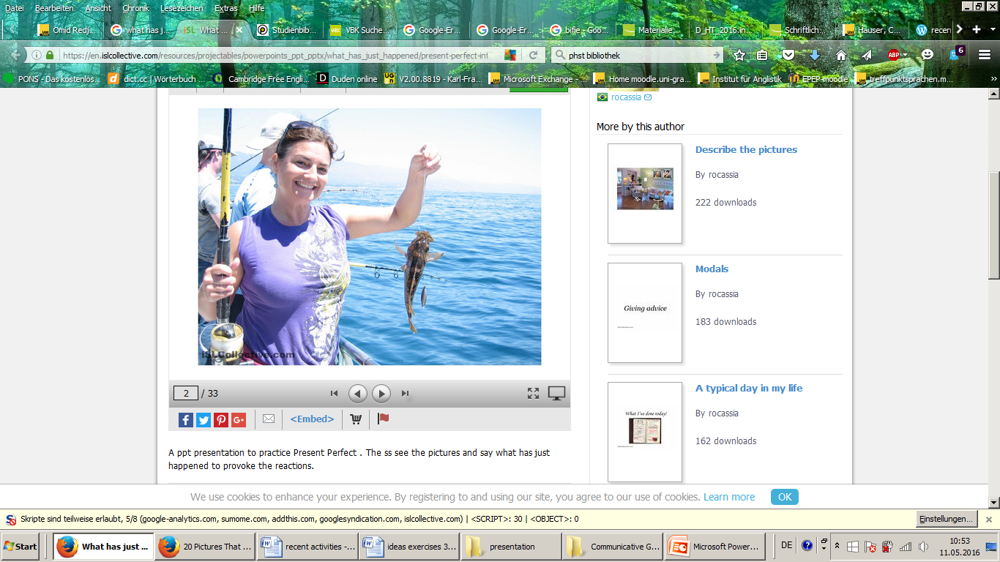 Datei Bearbeiten Ansicht Chronik Lesezeichen Extras Hilfe
Omid Redj... what has j... iSL What ... Studienbib... VBK VBK Suche... Google-Er... Google-Er... bifie - Goo... Materialie... D_HT_2016.in... Schriftlich... Hauser, C... recen
https://en.islcollective.com/resources/projectables/powerpoints_ppt_pptx/what_has_just_happened/present-perfect-int
phst bibliothek
ABP
6
PONS - Das kostenlos... dict.cc | Wörterbuch ... Cambridge Free Engli... Duden online V2.00.8819 - Karl-Fra... Microsoft Exchange - ... Home moodle.uni-gra... Institut für Anglistik EPEP-moodle treffpunktsprachen.m...
rocassia
More by this author
Describe the pictures
By rocassia
222 downloads
Modals
By rocassia
183 downloads
Giving advice
A typical day in my life
By rocassia
162 downloads
What I've done today!
iSLCollective.com
2 / 33
<Embed>
A ppt presentation to practice Present Perfect . The ss see the pictures and say what has just
happened to provoke the reactions.
We use cookies to enhance your experience. By registering to and using our site, you agree to our use of cookies. Learn more OK
Skripte sind teilweise erlaubt, 5/8 (google-analytics.com, sumome.com, addthis.com, googlesyndication.com, islcollective.com) | <SCRIPT>: 30 | <OBJECT>: 0
Einstellungen...
Start What has just ... 20 Pictures That ... recent activities -... ideas exercises 3... presentation Communicative G... Microsoft Power... DE 10:53
11.05.2016